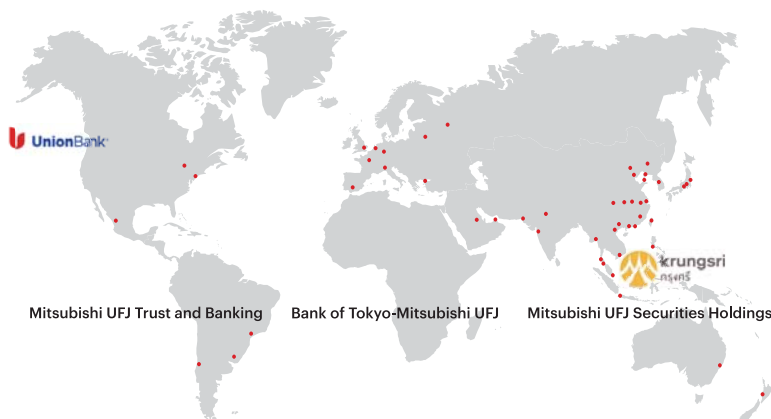 UnionBank
krungsri
กรุงศรี
Mitsubishi UFJ Trust and Banking
Bank of Tokyo-Mitsubishi UFJ
Mitsubishi UFJ Securities Holdings